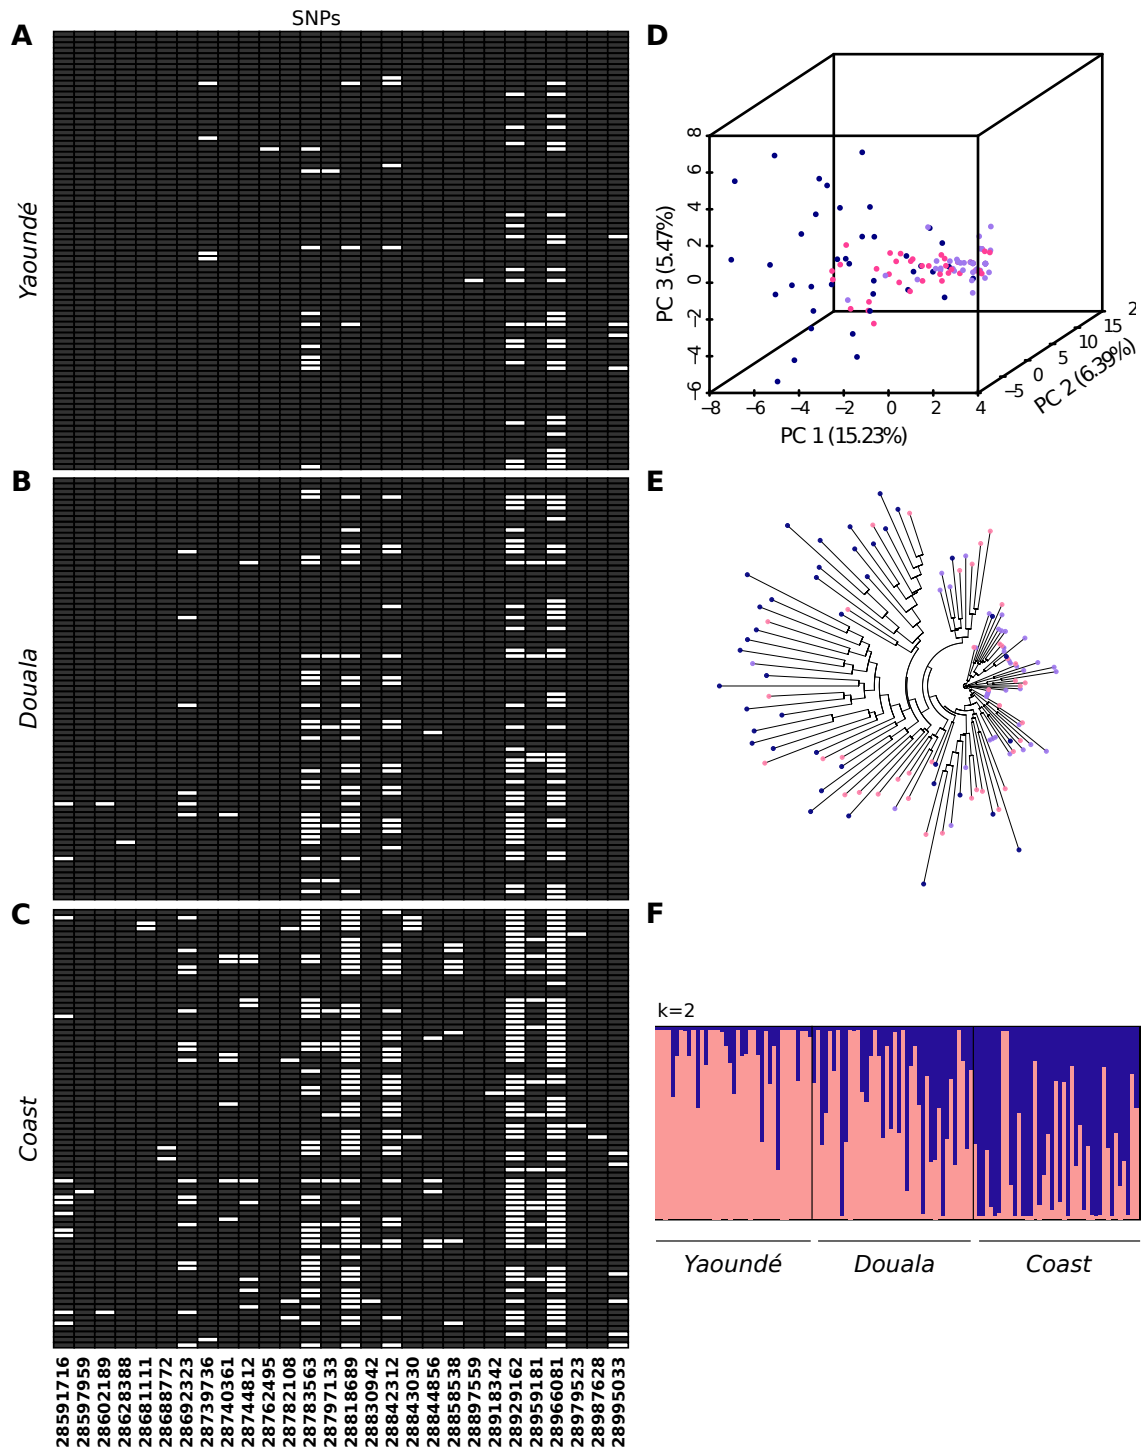 SNPs
A
Yaoundé
B
Douala
C
Coast
28591716
28597959
28602189
28628388
28681111
28688772
28692323
28739736
28740361
28744812
28762495
28782108
28783563
28797133
28818689
28830942
28842312
28843030
28844856
28858538
28897559
28918342
28929162
28959181
28966081
28979523
28987628
28995033
D
8
6
4
2
0
−2
−4
−6
PC 3 (5.47%)
−8
−6
−4
−2
0
2
4
PC 1 (15.23%)
−5
0
5
10
15
2
PC 2 (6.39%)
E
F
k=2
Yaoundé
Douala
Coast